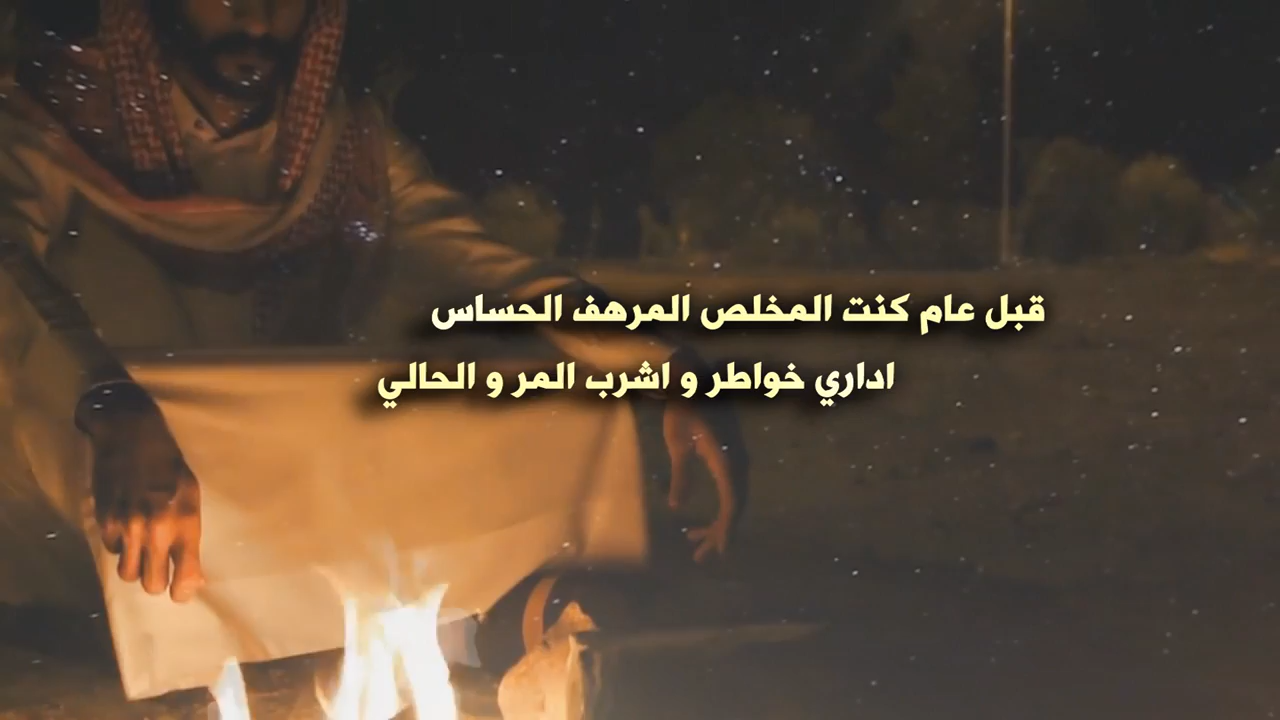 قبل عام كنت المخلص المرهف الحساس
اداري خواطر و اشرب المر و الحالي